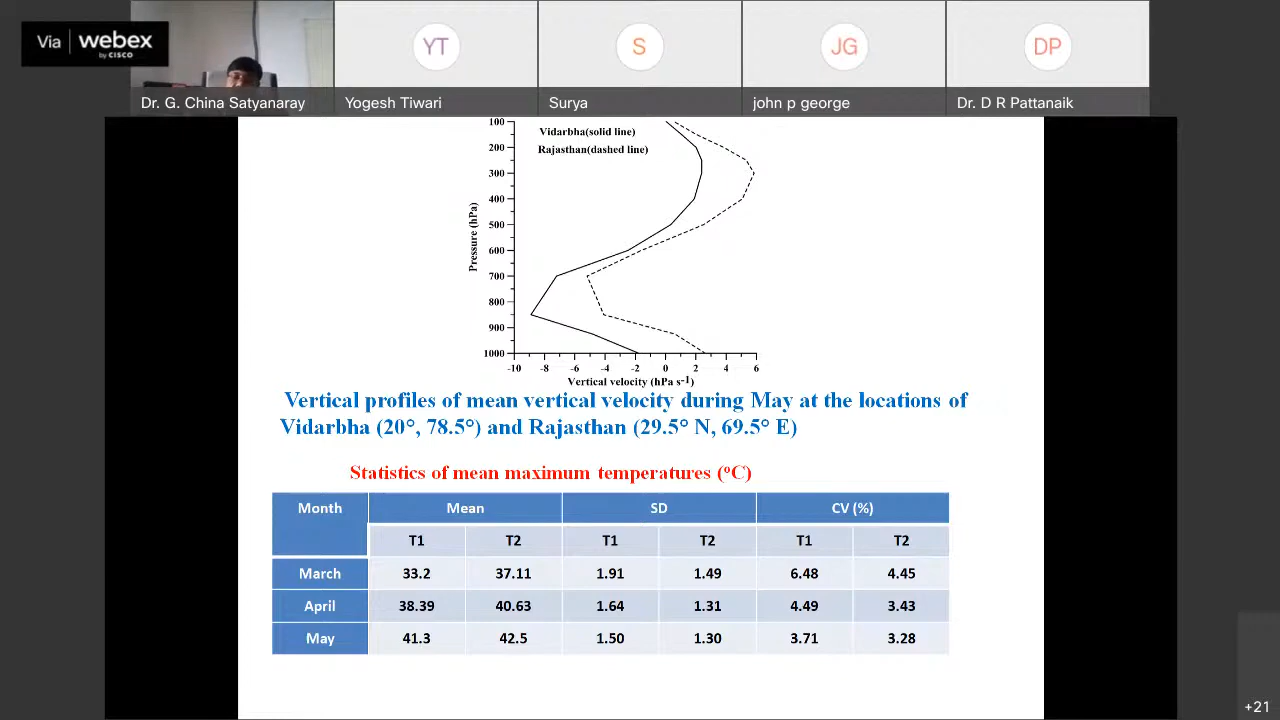 Via webex
by CISCO
YT
S
JG
DP
Dr. G. China Satyanaray
Yogesh Tiwari
Surya
john p george
Dr. D R Pattanaik
Vidarbha(solid line)
Rajasthan(dashed line)
100
200
300
400
500
600
700
800
900
1000
Pressure (hPa)
-10 -8 -6 -4 -2 0 2 4 6
Vertical velocity (hPa s-1)
Vertical profiles of mean vertical velocity during May at the locations of
Vidarbha (20°, 78.5°) and Rajasthan (29.5° N, 69.5° E)
Statistics of mean maximum temperatures (°C)
Month Mean SD CV (%)
T1 T2 T1 T2 T1 T2
March 33.2 37.11 1.91 1.49 6.48 4.45
April 38.39 40.63 1.64 1.31 4.49 3.43
May 41.3 42.5 1.50 1.30 3.71 3.28
+21